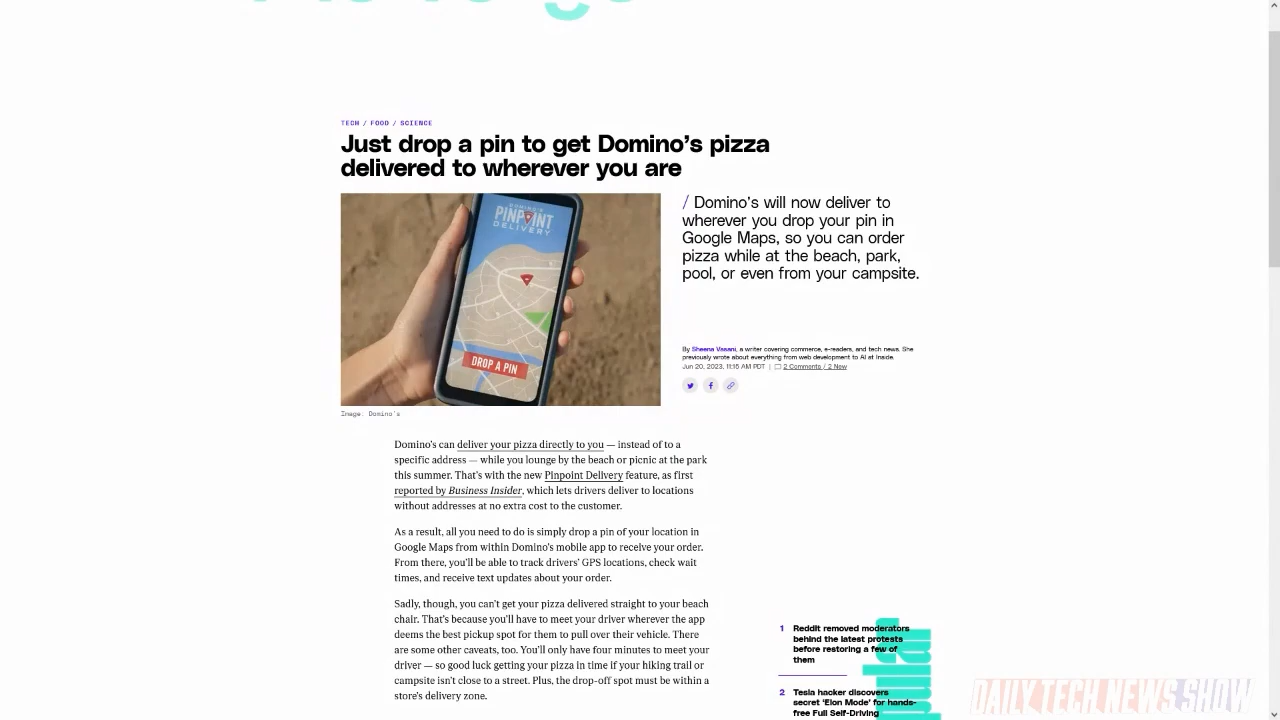 TECH / FOOD / SCIENCE
Just drop a pin to get Domino's pizza
delivered to wherever you are
DOMINO'S
PINPOINT
DELIVERY
DROP A PIN
Image: Domino's
/ Domino's will now deliver to
wherever you drop your pin in
Google Maps, so you can order
pizza while at the beach, park,
pool, or even from your campsite.
By Sheena Vasani, a writer covering commerce, e-readers, and tech news. She
previously wrote about everything from web development to AI at Inside.
Jun 20, 2023, 11:15 AM PDT | 2 Comments / 2 New
Domino's can deliver your pizza directly to you — instead of to a
specific address — while you lounge by the beach or picnic at the park
this summer. That's with the new Pinpoint Delivery feature, as first
reported by Business Insider, which lets drivers deliver to locations
without addresses at no extra cost to the customer.
As a result, all you need to do is simply drop a pin of your location in
Google Maps from within Domino's mobile app to receive your order.
From there, you'll be able to track drivers' GPS locations, check wait
times, and receive text updates about your order.
Sadly, though, you can't get your pizza delivered straight to your beach
chair. That's because you'll have to meet your driver wherever the app
deems the best pickup spot for them to pull over their vehicle. There
are some other caveats, too. You'll only have four minutes to meet your
driver — so good luck getting your pizza in time if your hiking trail or
campsite isn't close to a street. Plus, the drop-off spot must be within a
store's delivery zone.
1 Reddit removed moderators
behind the latest protests
before restoring a few of
them
2 Tesla hacker discovers
secret 'Elon Mode' for hands-
free Full Self-Driving
DAILY TECH NEWS SHOW